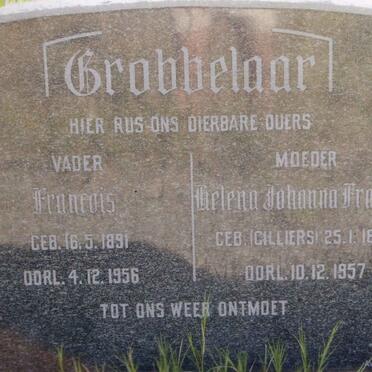 Grobbelaar
HIER RUS ONS DIERBARE OUERS
VADER
Francois
GEB. 16.5.1891
OORL. 4.12.1956
MOEDER
Helena Johanna
GEB. (CILLIERS) 25.1.
OORL. 10.12.1957
TOT ONS WEER ONTMOET